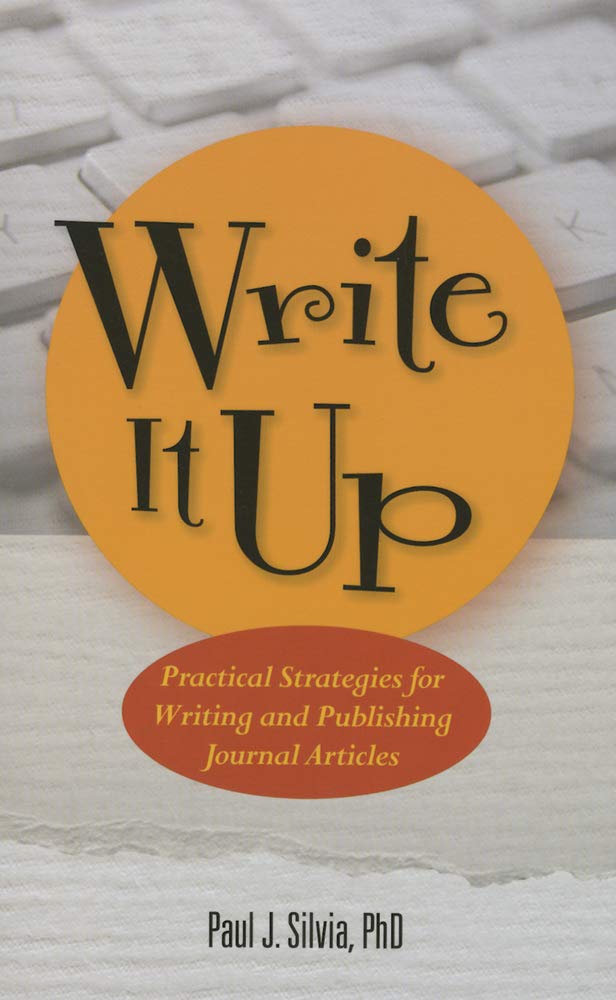 Write
It Up
Practical Strategies for
Writing and Publishing
Journal Articles
Paul J. Silvia, PhD